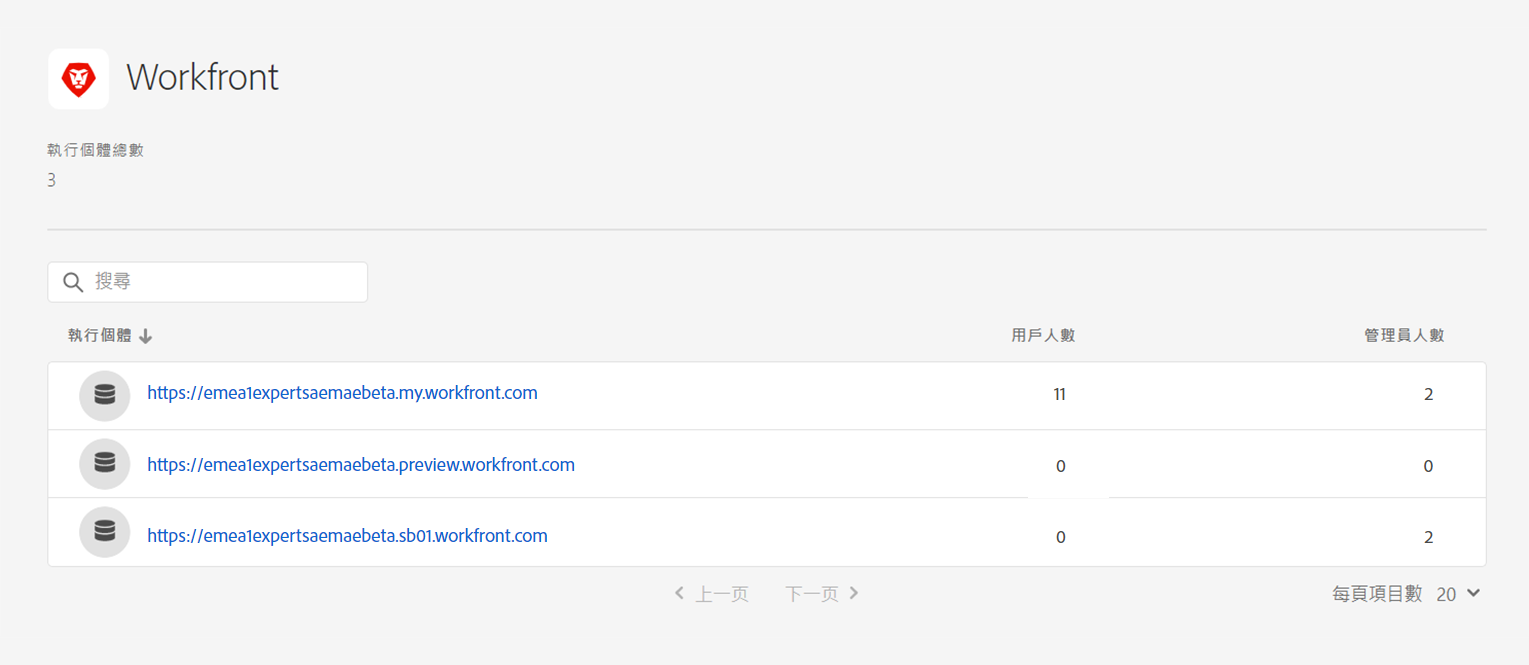 Workfront
執行個體總數
3
搜尋
執行個體 用戶人數 管理員人數
https://emea1expertsaemaebeta.my.workfront.com 11 2
https://emea1expertsaemaebeta.preview.workfront.com 0 0
https://emea1expertsaemaebeta.sb01.workfront.com 0 2
上一页 下一页 每頁項目數 20